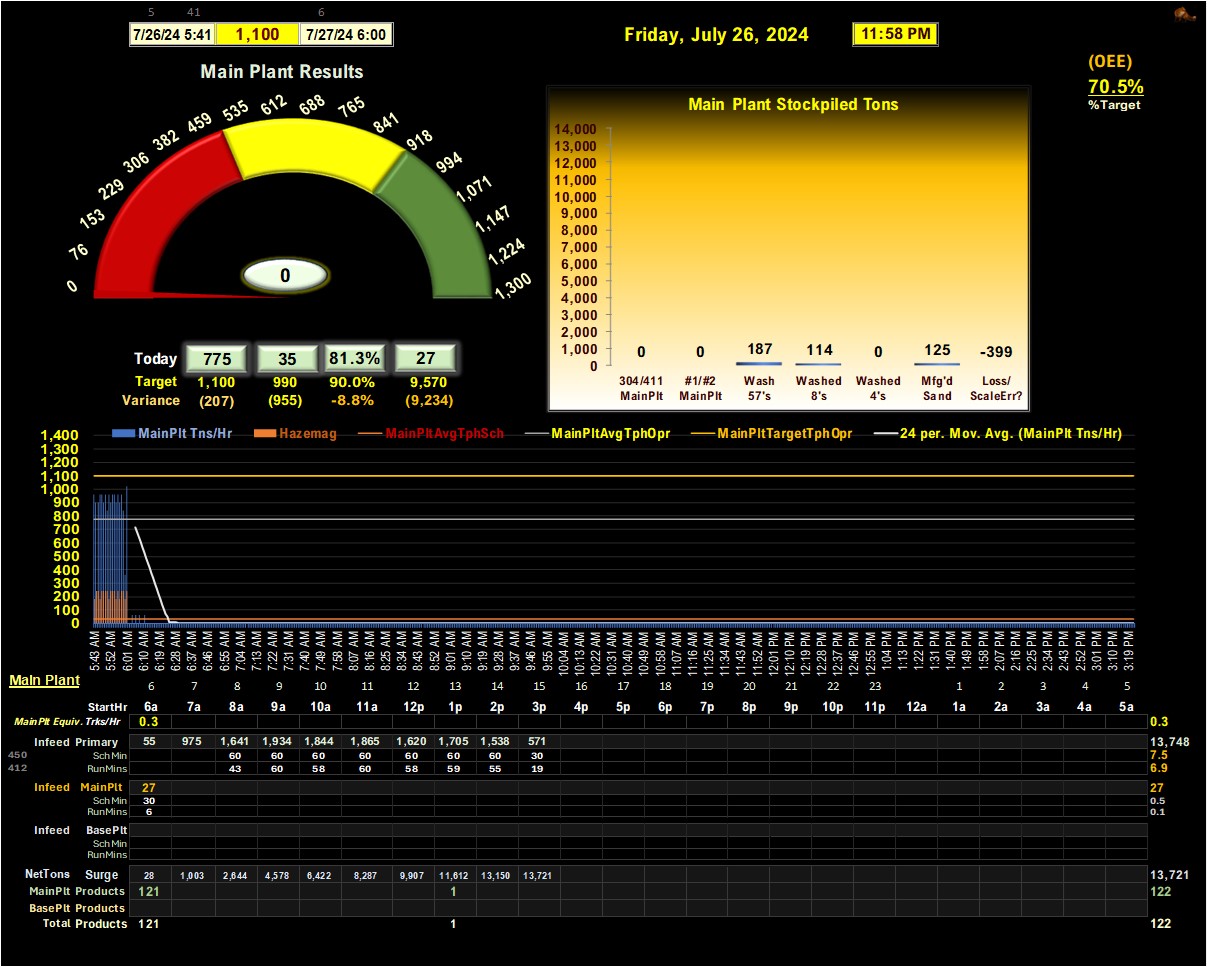 5 41 6
7/26/24 5:41 1,100 7/27/24 6:00
Friday, July 26, 2024 11:58 PM
(OEE)
70.5%
%Target
Main Plant Results
0 76 153 229 306 382 459 535 612 688 765 841 918 994 1,071 1,147 1,224 1,300
0
Today 775 35 81.3% 27
Target 1,100 990 90.0% 9,570
Variance (207) (955) -8.8% (9,234)
Main Plant Stockpiled Tons
14,000
13,000
12,000
11,000
10,000
9,000
8,000
7,000
6,000
5,000
4,000
3,000
2,000
1,000
0
0 0 187 114 0 125 -399
304/411 #1/#2 Wash Washed Washed Mfg'd Loss/
MainPlt MainPlt 57's 8's 4's Sand ScaleErr?
MainPlt Tns/Hr Hazemag MainPltAvgTphSch MainPltAvgTphOpr MainPltTargetTphOpr 24 per. Mov. Avg. (MainPlt Tns/Hr)
1,400
1,300
1,200
1,100
1,000
900
800
700
600
500
400
300
200
100
0
5:43 AM 5:52 AM 6:01 AM 6:10 AM 6:19 AM 6:28 AM 6:37 AM 6:46 AM 6:55 AM 7:04 AM 7:13 AM 7:22 AM 7:31 AM 7:40 AM 7:49 AM 7:58 AM 8:07 AM 8:16 AM 8:25 AM 8:34 AM 8:43 AM 8:52 AM 9:01 AM 9:10 AM 9:19 AM 9:28 AM 9:37 AM 9:46 AM 9:55 AM 10:04 AM 10:13 AM 10:22 AM 10:31 AM 10:40 AM 10:49 AM 10:58 AM 11:07 AM 11:16 AM 11:25 AM 11:34 AM 11:43 AM 11:52 AM 12:01 PM 12:10 PM 12:19 PM 12:28 PM 12:37 PM 12:46 PM 12:55 PM 1:04 PM 1:13 PM 1:22 PM 1:31 PM 1:40 PM 1:49 PM 1:58 PM 2:07 PM 2:16 PM 2:25 PM 2:34 PM 2:43 PM 2:52 PM 3:01 PM 3:10 PM 3:19 PM
Main Plant
6 7 8 9 10 11 12 13 14 15 16 17 18 19 20 21 22 23 1 2 3 4 5
StartHr 6a 7a 8a 9a 10a 11a 12p 1p 2p 3p 4p 5p 6p 7p 8p 9p 10p 11p 12a 1a 2a 3a 4a 5a
MainPlt Equiv. Trks/Hr 0.3 0.3
Infeed Primary 55 975 1,641 1,934 1,844 1,865 1,620 1,705 1,538 571 13,748
450 SchMin 60 60 60 60 60 60 60 30 7.5
412 RunMins 43 60 58 60 58 59 55 19 6.9
Infeed MainPlt 27 27
SchMin 30 0.5
RunMins 6 0.1
Infeed BasePlt
SchMin
RunMins
NetTons Surge 28 1,003 2,644 4,578 6,422 8,287 9,907 11,612 13,150 13,721 13,721
MainPlt Products 121 1 122
BasePlt Products
Total Products 121 1 122